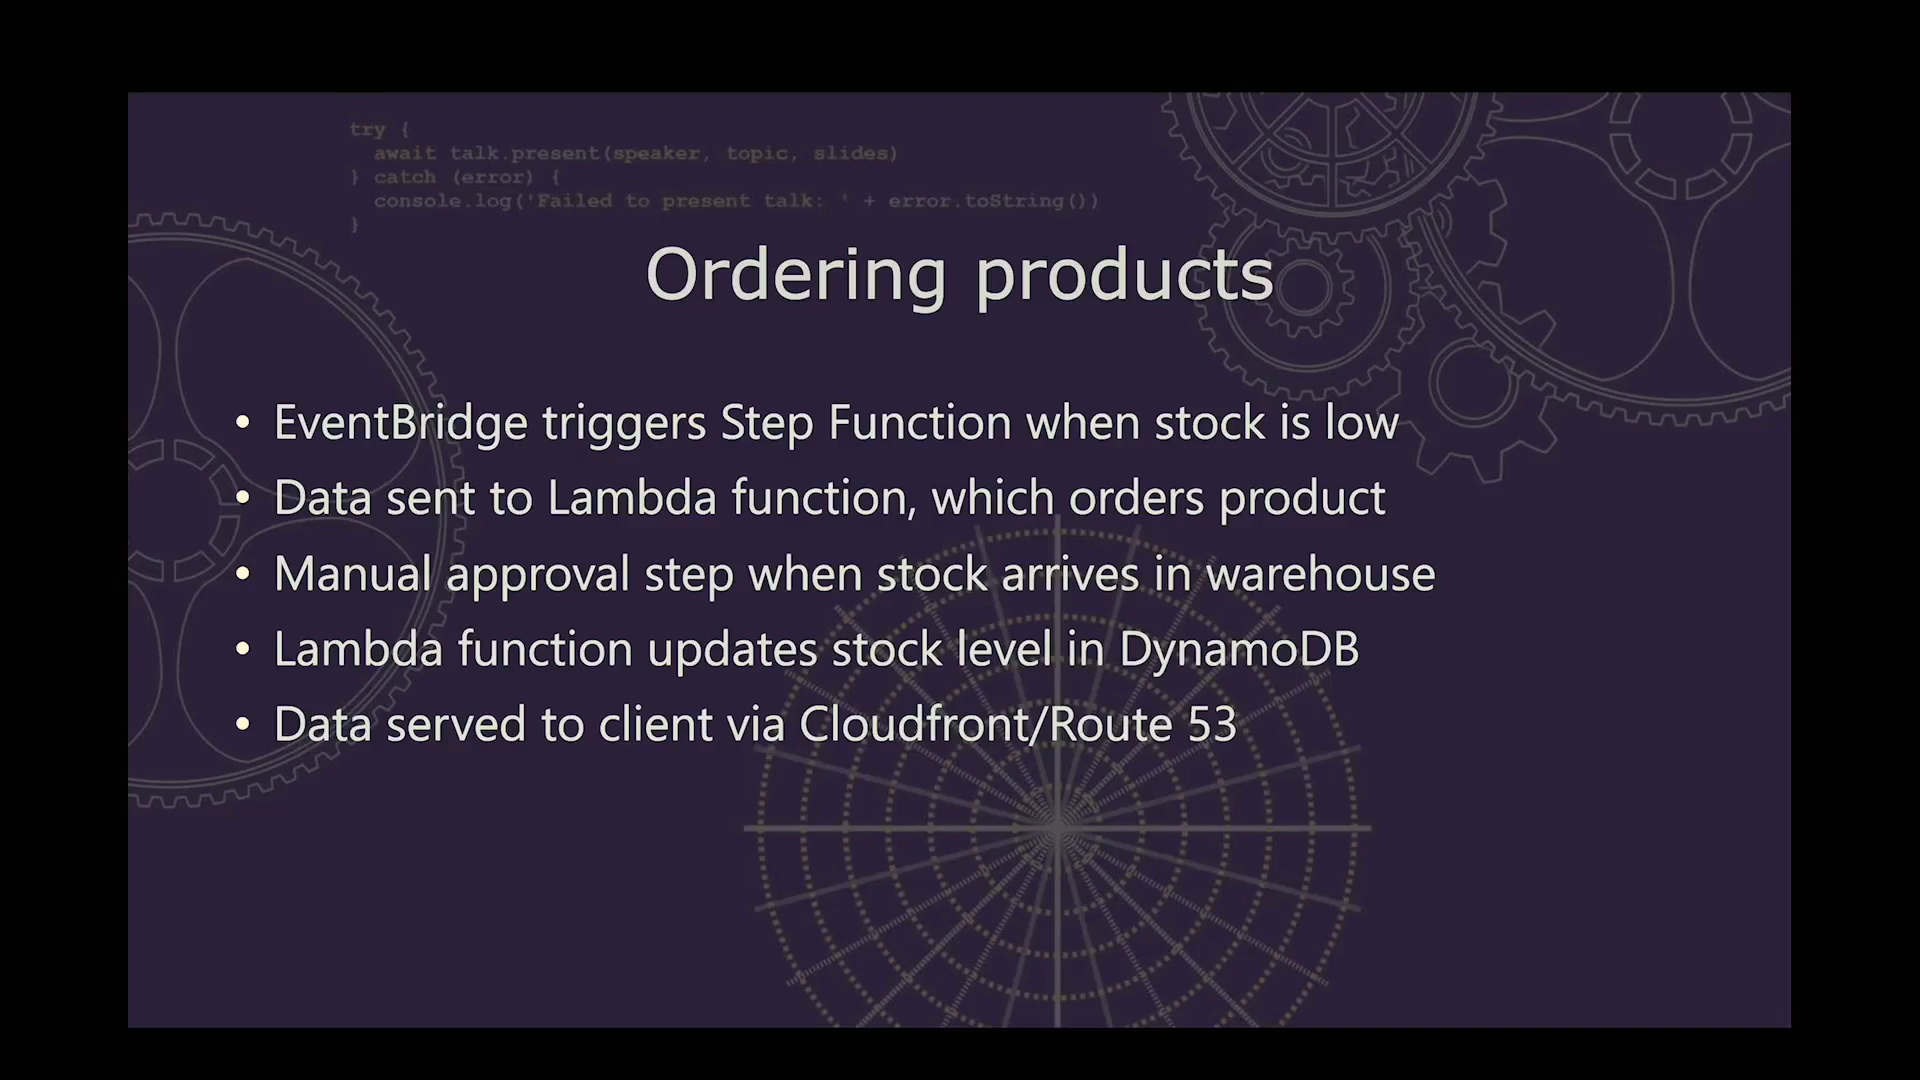 try {
await talk.present(speaker, topic, slides)
} catch (error) {
console.log('Failed to present talk: ' + error.toString())
}
Ordering products
• EventBridge triggers Step Function when stock is low
• Data sent to Lambda function, which orders product
• Manual approval step when stock arrives in warehouse
• Lambda function updates stock level in DynamoDB
• Data served to client via Cloudfront/Route 53